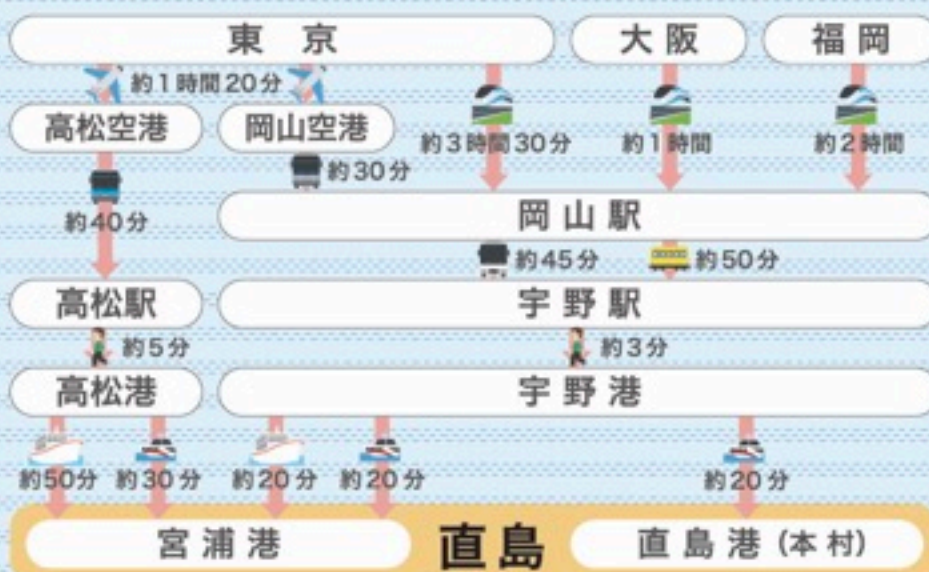 東京 大阪 福岡
約1時間20分
高松空港 岡山空港 約3時間30分 約1時間 約2時間
約30分
約40分 岡山駅
約45分 約50分
高松駅 宇野駅
約5分 約3分
高松港 宇野港
約50分 約30分 約20分 約20分 約20分
宮浦港 直島 直島港(本村)